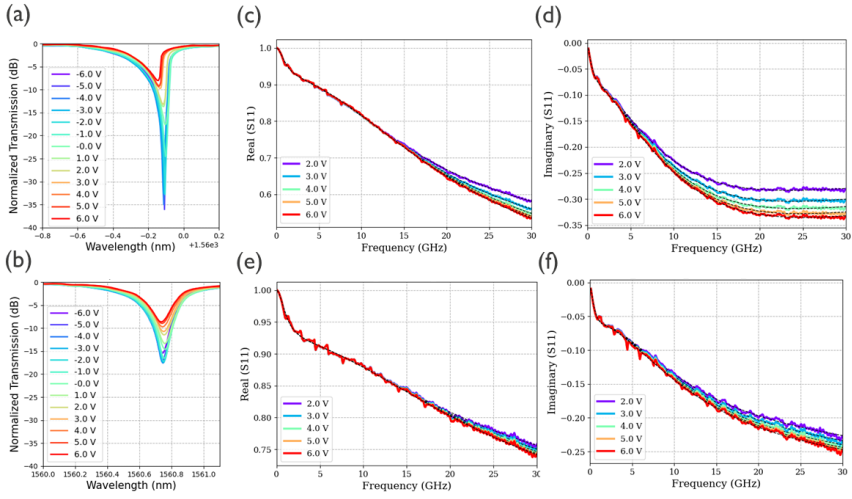 (a)
Normalized Transmission (dB)
0
−5
−10
−15
−20
−25
−30
−35
−40
-6.0 V
-5.0 V
-4.0 V
-3.0 V
-2.0 V
-1.0 V
-0.0 V
1.0 V
2.0 V
3.0 V
4.0 V
5.0 V
6.0 V
−0.8 −0.6 −0.4 −0.2 0.0 0.2
Wavelength (nm) +1.56e3
(c)
Real (S11)
1.0
0.9
0.8
0.7
0.6
2.0 V
3.0 V
4.0 V
5.0 V
6.0 V
0 5 10 15 20 25 30
Frequency (GHz)
(d)
Imaginary (S11)
−0.00
−0.05
−0.10
−0.15
−0.20
−0.25
−0.30
−0.35
2.0 V
3.0 V
4.0 V
5.0 V
6.0 V
0 5 10 15 20 25 30
Frequency (GHz)
(b)
Normalized Transmission (dB)
0
−5
−10
−15
−20
−25
−30
−35
−40
-6.0 V
-5.0 V
-4.0 V
-3.0 V
-2.0 V
-1.0 V
-0.0 V
1.0 V
2.0 V
3.0 V
4.0 V
5.0 V
6.0 V
1560.0 1560.2 1560.4 1560.6 1560.8 1561.0
Wavelength (nm)
(e)
Real (S11)
1.00
0.95
0.90
0.85
0.80
0.75
2.0 V
3.0 V
4.0 V
5.0 V
6.0 V
0 5 10 15 20 25 30
Frequency (GHz)
(f)
Imaginary (S11)
−0.00
−0.05
−0.10
−0.15
−0.20
−0.25
2.0 V
3.0 V
4.0 V
5.0 V
6.0 V
0 5 10 15 20 25 30
Frequency (GHz)